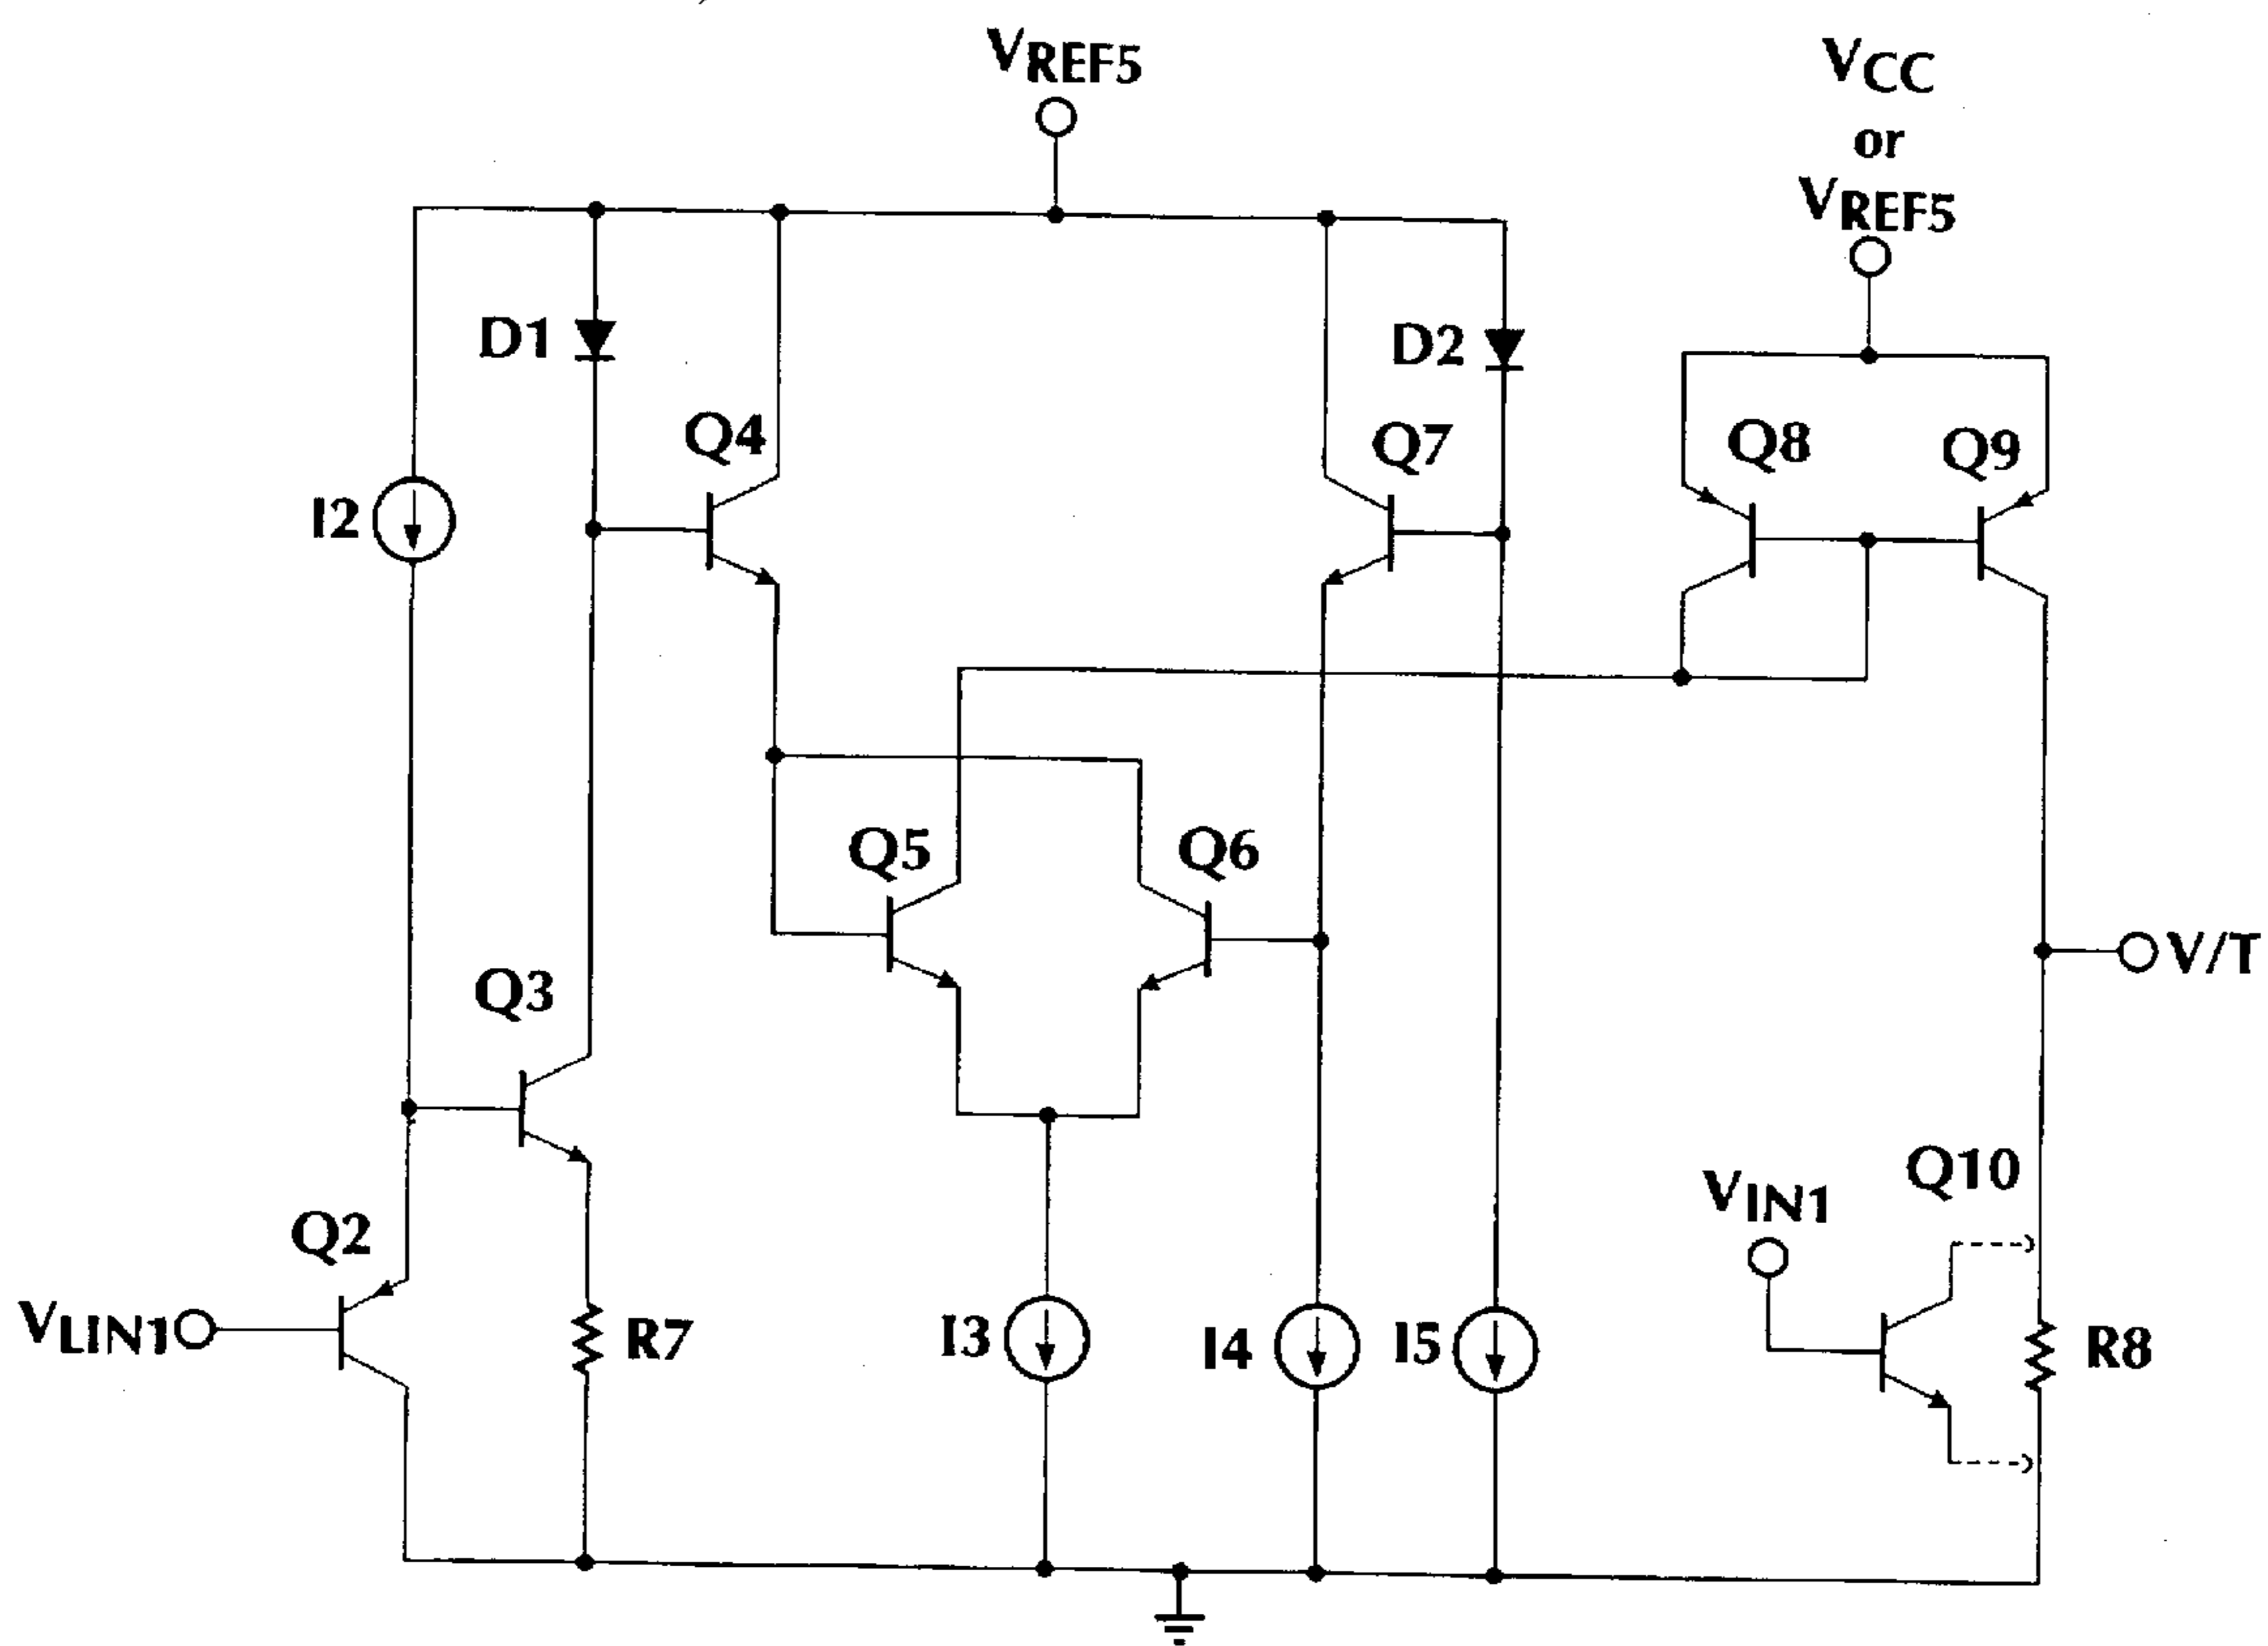 VREF5
VCC
or
VREF5
D1
D2
Q4
Q7
Q8
Q9
I2
Q5
Q6
V/T
Q3
Q10
VIN1
Q2
VLIN1
R7
I3
I4
I5
R8